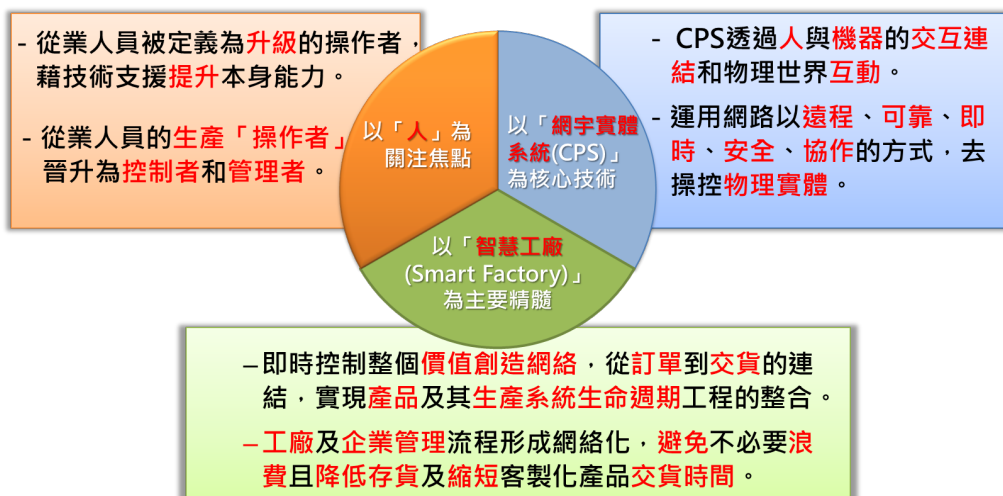 - 從業人員被定義為升級的操作者，
藉技術支援提升本身能力。
- 從業人員的生產「操作者」
晉升為控制者和管理者。
以「人」為
關注焦點
以「網宇實體
系統(CPS)」
為核心技術
- CPS透過人與機器的交互連
結和物理世界互動。
- 運用網路以遠程、可靠、即
時、安全、協作的方式，去
操控物理實體。
以「智慧工廠
(Smart Factory)」
為主要精髓
–即時控制整個價值創造網絡，從訂單到交貨的連
結，實現產品及其生產系統生命週期工程的整合。
–工廠及企業管理流程形成網絡化，避免不必要浪
費且降低存貨及縮短客製化產品交貨時間。